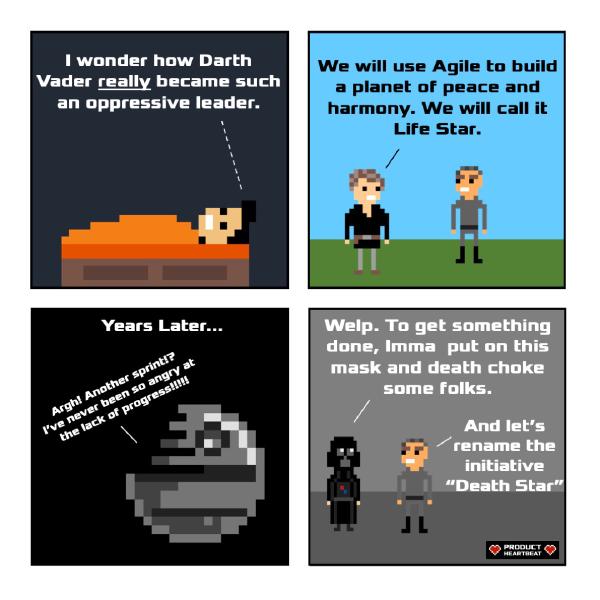 I wonder how Darth
Vader really became such
an oppressive leader.
We will use Agile to build
a planet of peace and
harmony. We will call it
Life Star.
Years Later...
Argh! Another sprint!?
I've never been so angry at
the lack of progress!!!!!
Welp. To get something
done, Imma put on this
mask and death choke
some folks.
And let's
rename the
initiative
"Death Star"
PRODUCT
HEARTBEAT